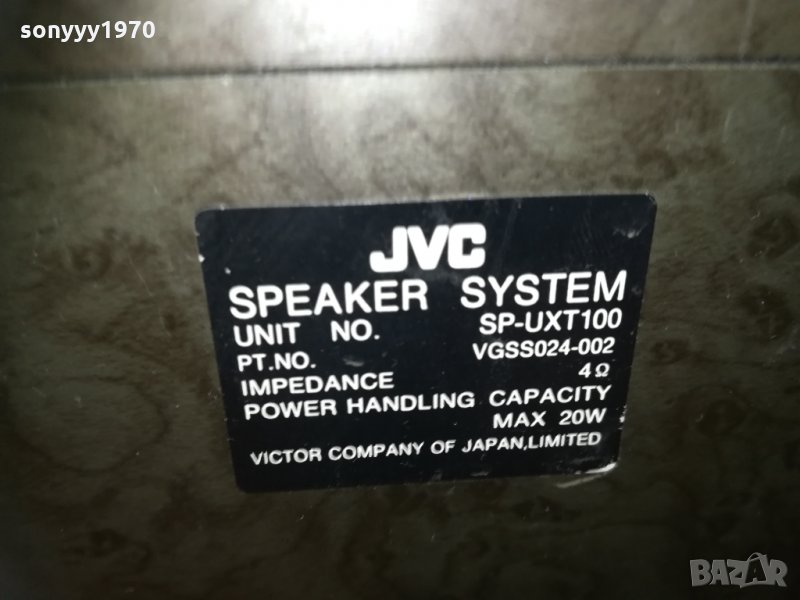 sonyyy1970
JVC
SPEAKER SYSTEM
UNIT NO. SP-UXT100
PT.NO. VGSS024-002
IMPEDANCE 4Ω
POWER HANDLING CAPACITY
MAX 20W
VICTOR COMPANY OF JAPAN,LIMITED
BAZAR